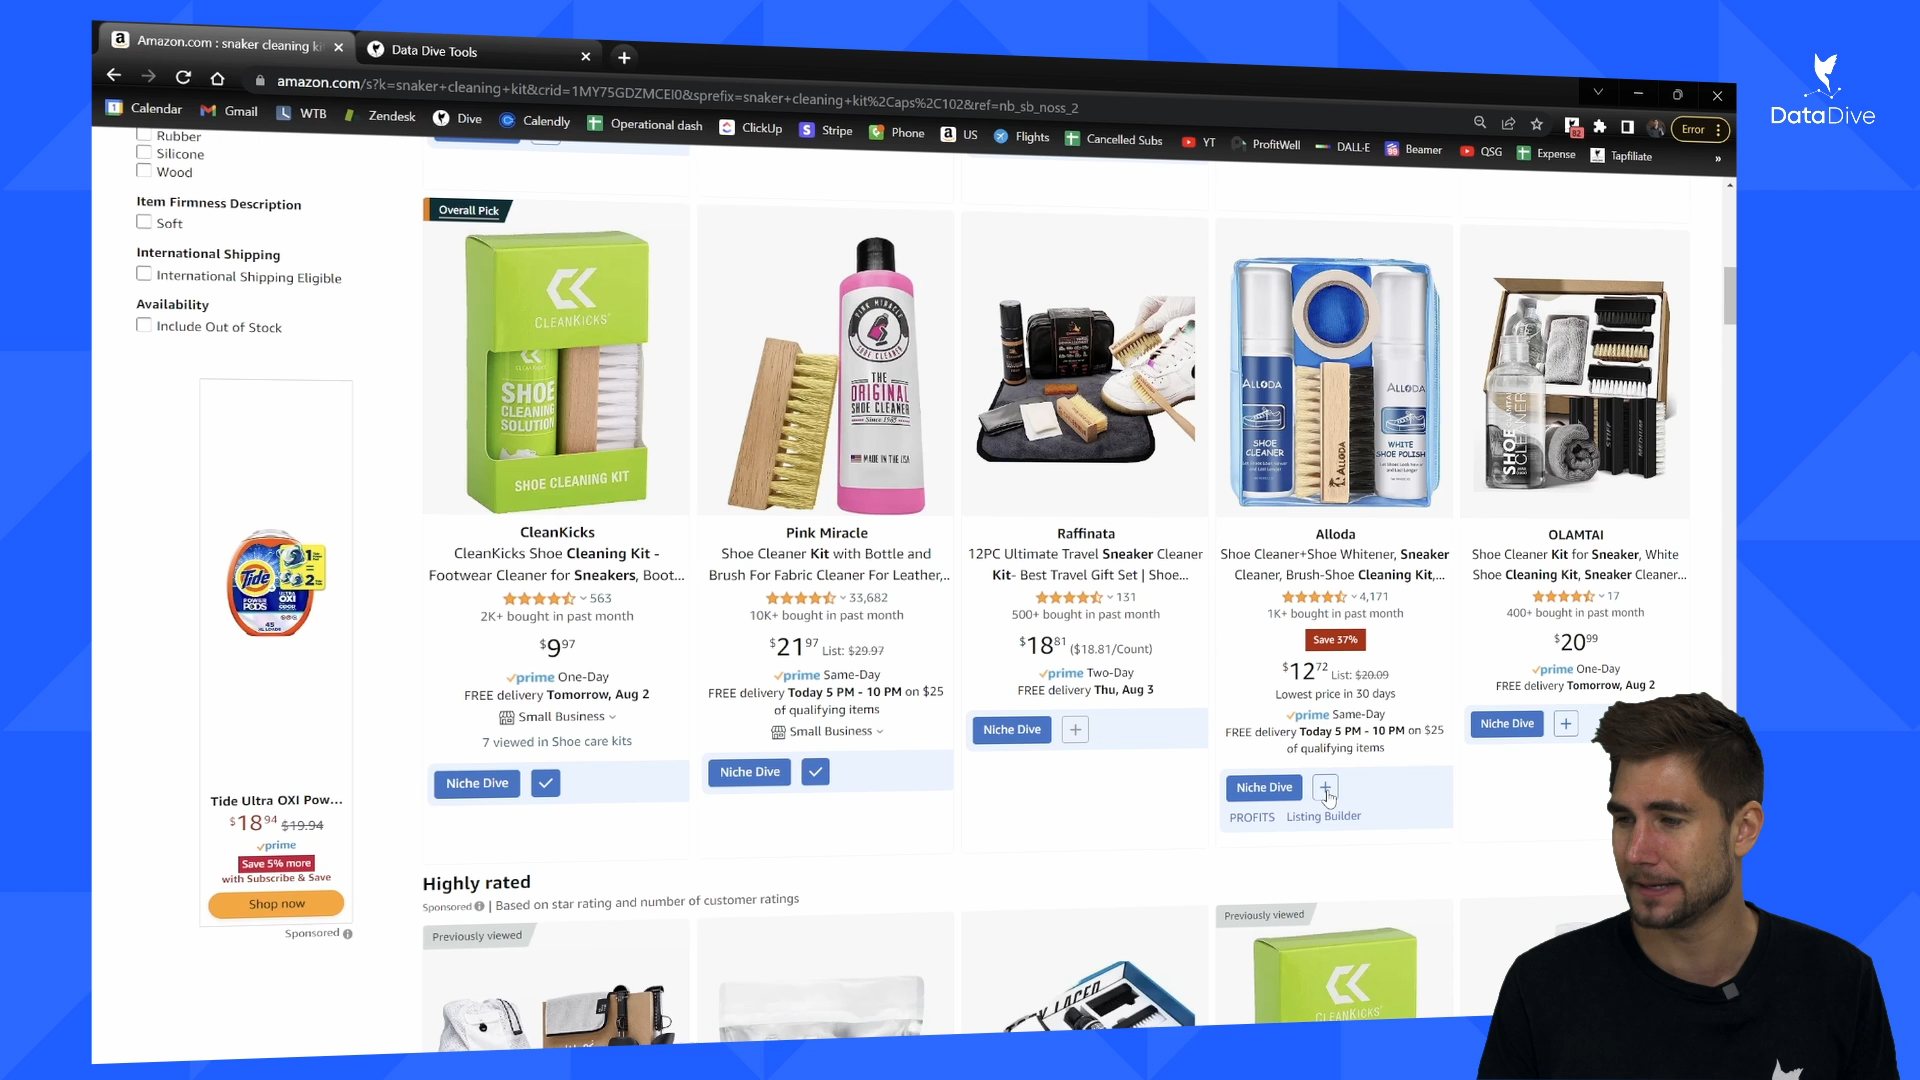 Amazon.com : snaker cleaning ki
Data Dive Tools
amazon.com/s?k=snaker+cleaning+kit&crid=1MY75GDZMCEI0&sprefix=snaker+cleaning+kit%2Caps%2C102&ref=nb_sb_noss_2
Calendar
Gmail
WTB
Zendesk
Dive
Calendly
Operational dash
ClickUp
Stripe
Phone
US
Flights
Cancelled Subs
YT
ProfitWell
DALL·E
Beamer
QSG
Expense
Tapfiliate
Error
82
DataDive
Rubber
Silicone
Wood
Item Firmness Description
Soft
International Shipping
International Shipping Eligible
Availability
Include Out of Stock
Tide
POWER
PODS
ULTRA
OXI
45
Tide Ultra OXI Pow...
$18 94 $19.94
prime
Save 5% more
with Subscribe & Save
Shop now
Sponsored
Overall Pick
CLEANKICKS
SHOE
CLEANING
SOLUTION
SHOE CLEANING KIT
CleanKicks
CleanKicks Shoe Cleaning Kit -
Footwear Cleaner for Sneakers, Boot...
563
2K+ bought in past month
$9 97
prime One-Day
FREE delivery Tomorrow, Aug 2
Small Business
7 viewed in Shoe care kits
Niche Dive
PINK MIRACLE
SHOE CLEANER
THE
ORIGINAL
SHOE CLEANER
MADE IN THE USA
Pink Miracle
Shoe Cleaner Kit with Bottle and
Brush For Fabric Cleaner For Leather,..
33,682
10K+ bought in past month
$21 97 List: $29.97
prime Same-Day
FREE delivery Today 5 PM - 10 PM on $25
of qualifying items
Small Business
Niche Dive
Raffinata
12PC Ultimate Travel Sneaker Cleaner
Kit- Best Travel Gift Set | Shoe...
131
500+ bought in past month
$18 81 ($18.81/Count)
prime Two-Day
FREE delivery Thu, Aug 3
Niche Dive
ALLODA
SHOE
CLEANER
ALLODA
ALLODA
WHITE
SHOE POLISH
Alloda
Shoe Cleaner+Shoe Whitener, Sneaker
Cleaner, Brush-Shoe Cleaning Kit,...
4,171
1K+ bought in past month
Save 37%
$12 72 List: $20.09
Lowest price in 30 days
prime Same-Day
FREE delivery Today 5 PM - 10 PM on $25
of qualifying items
Niche Dive
PROFITS Listing Builder
SHOE
CLEANER
STIFF
MEDIUM
OLAMTAI
Shoe Cleaner Kit for Sneaker, White
Shoe Cleaning Kit, Sneaker Cleaner...
17
400+ bought in past month
$20 99
prime One-Day
FREE delivery Tomorrow, Aug 2
Niche Dive
Highly rated
Sponsored | Based on star rating and number of customer ratings
Previously viewed
Previously viewed
CLEANKICKS